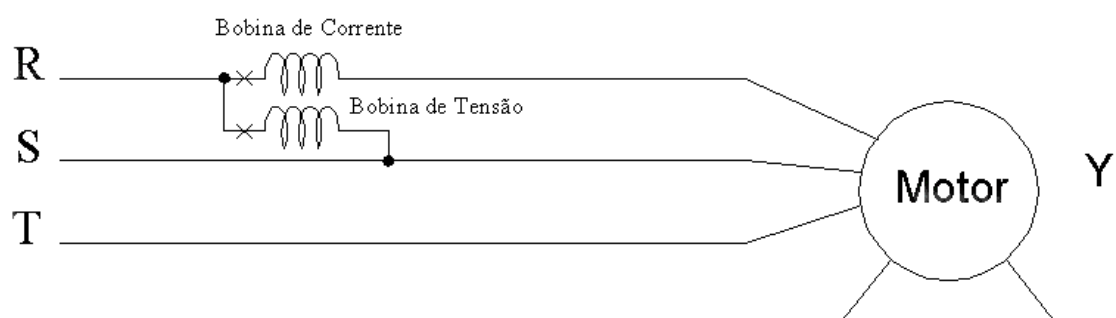 Bobina de Corrente
R
Bobina de Tensão
S
Motor
Y
T